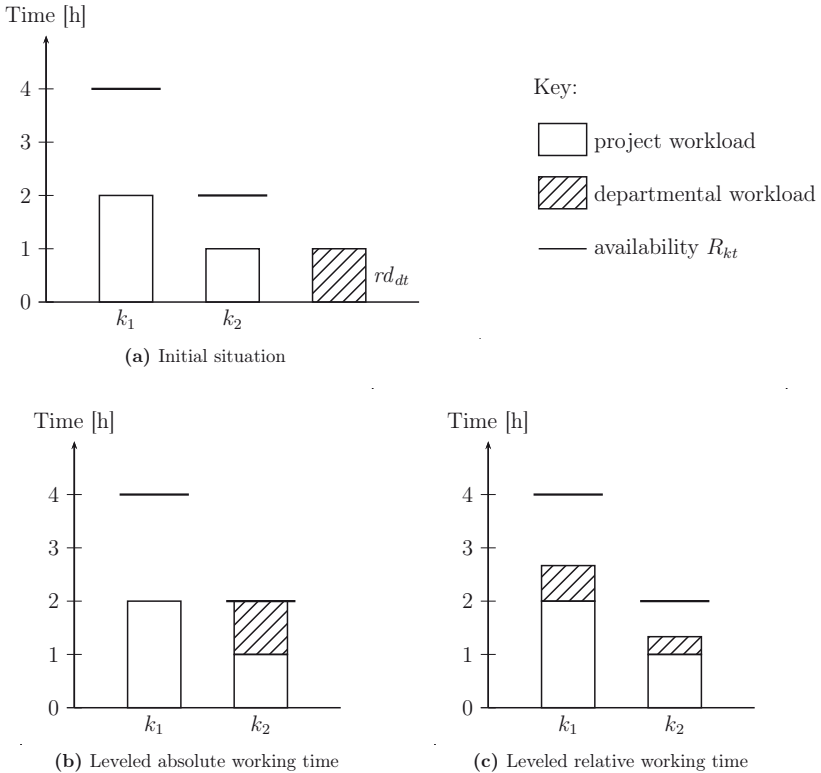 Time [h]
4
3
2
1
0
k1
k2
rd_dt
(a) Initial situation
Key:
project workload
departmental workload
availability R_kt
Time [h]
4
3
2
1
0
k1
k2
(b) Leveled absolute working time
Time [h]
4
3
2
1
0
k1
k2
(c) Leveled relative working time